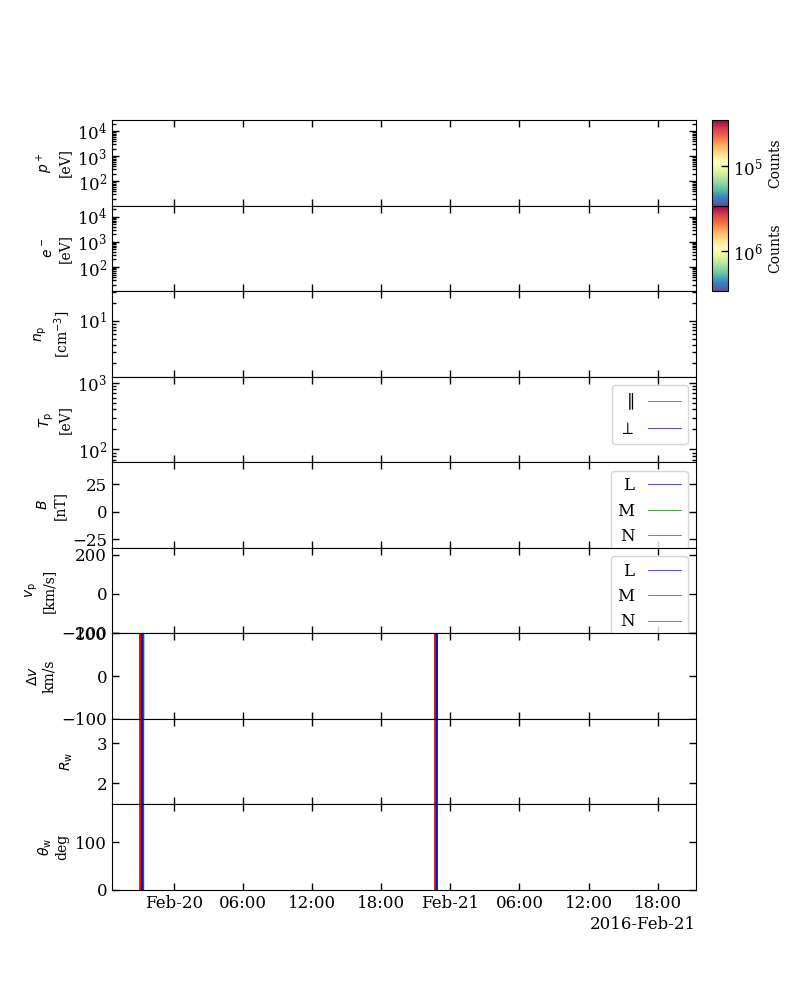 10⁴
10³
10²
p⁺
[eV]
10⁵
Counts
10⁴
10³
10²
e⁻
[eV]
10⁶
Counts
10¹
nₚ
[cm⁻³]
10³
10²
Tₚ
[eV]
∥
⊥
25
0
−25
B
[nT]
L
M
N
200
0
−200
vₚ
[km/s]
L
M
N
100
0
−100
Δv
km/s
3
2
R_w
100
0
θ_w
deg
Feb-20 06:00 12:00 18:00 Feb-21 06:00 12:00 18:00
2016-Feb-21